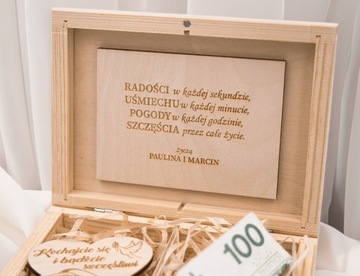 RADOŚCI w każdej sekundzie,
UŚMIECHU w każdej minucie,
POGODY w każdej godzinie,
SZCZĘŚCIA przez całe życie.
życzą
PAULINA I MARCIN
Kochajcie się i
bądźcie
szczęśliwi
100